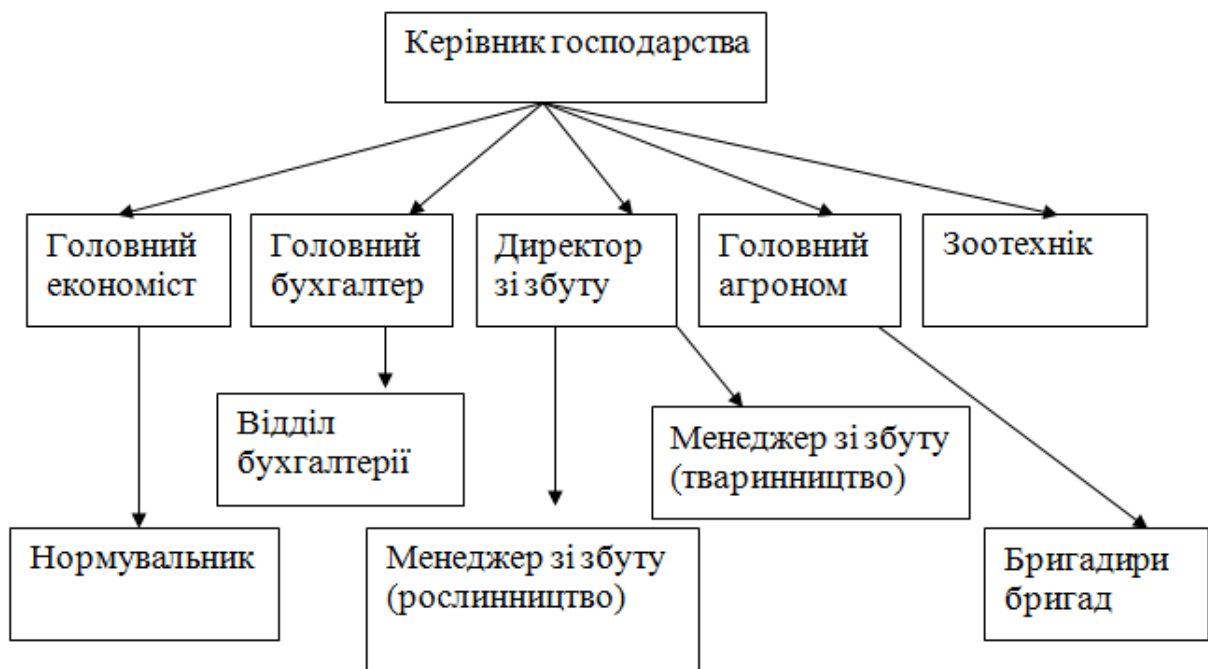 Керівник господарства
Головний
економіст
Головний
бухгалтер
Директор
зі збуту
Головний
агроном
Зоотехнік
Відділ
бухгалтерії
Менеджер зі збуту
(тваринництво)
Нормувальник
Менеджер зі збуту
(рослинництво)
Бригадири
бригад